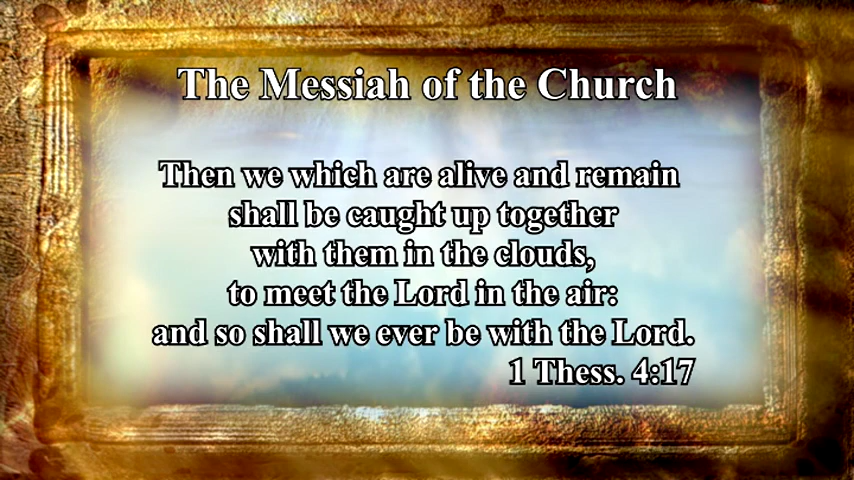 The Messiah of the Church
Then we which are alive and remain
shall be caught up together
with them in the clouds,
to meet the Lord in the air:
and so shall we ever be with the Lord.
1 Thess. 4:17